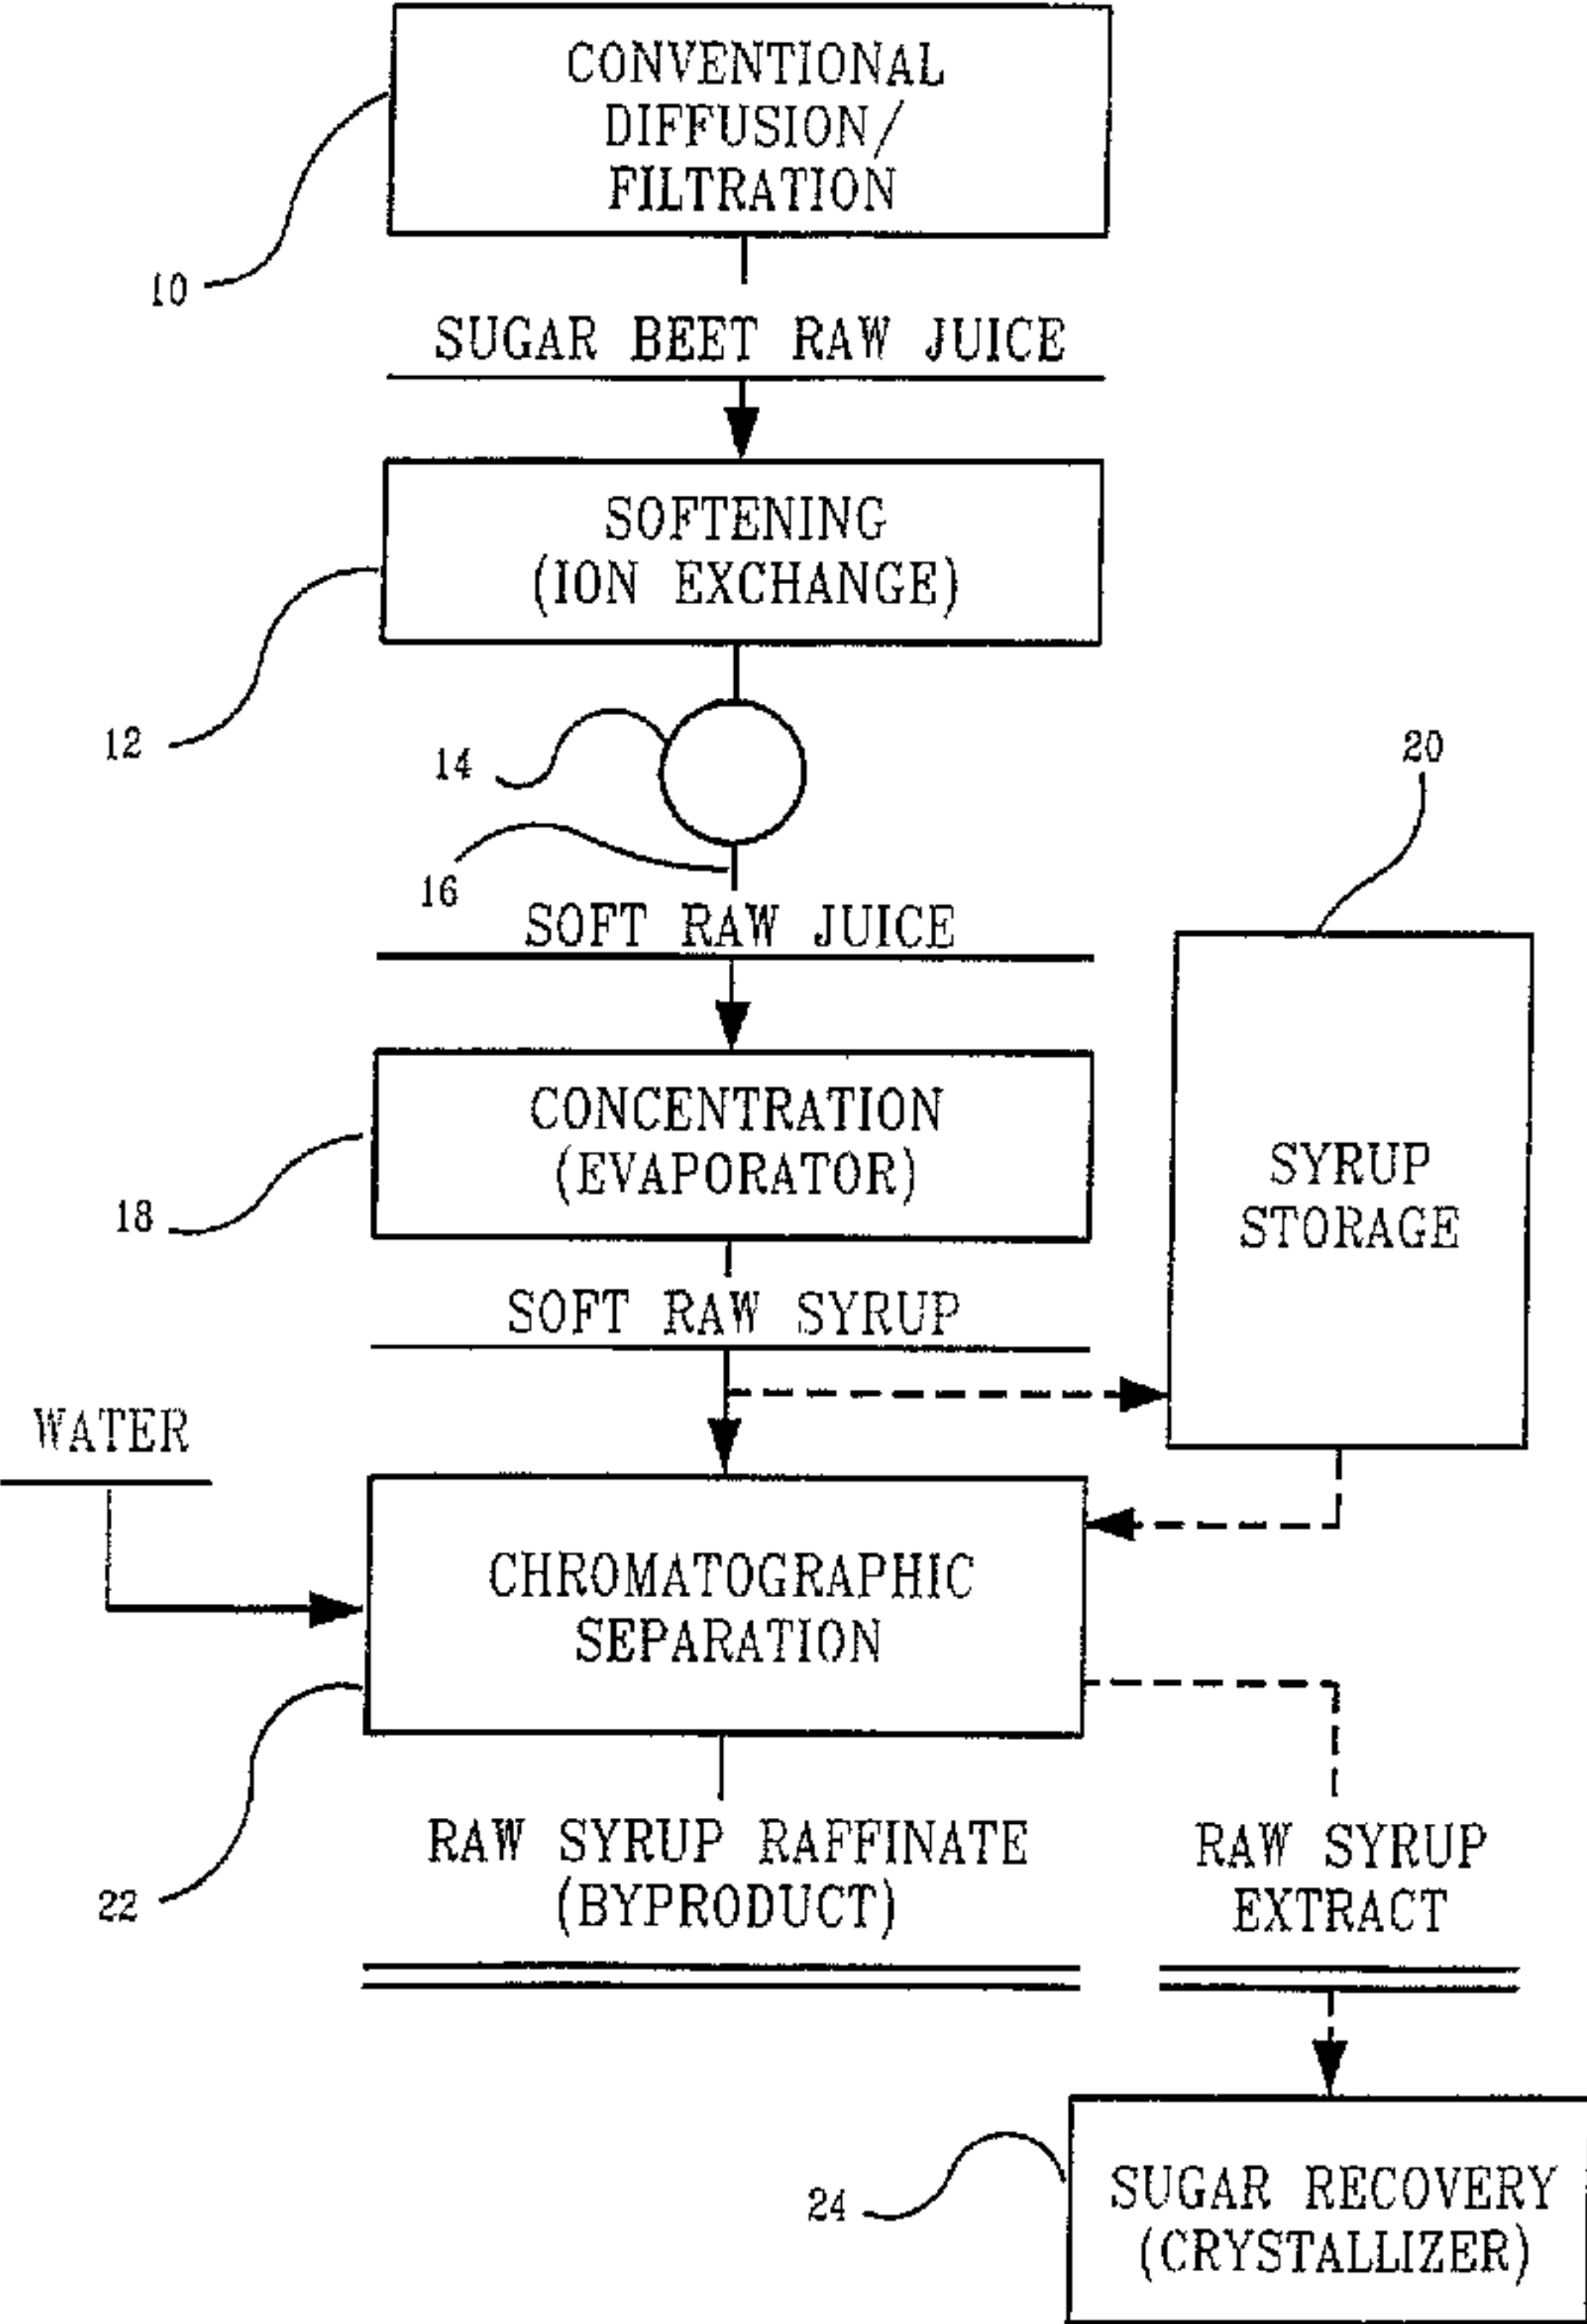 CONVENTIONAL
DIFFUSION/
FILTRATION
10
SUGAR BEET RAW JUICE
SOFTENING
(ION EXCHANGE)
12
14
16
SOFT RAW JUICE
20
CONCENTRATION
(EVAPORATOR)
18
SYRUP
STORAGE
SOFT RAW SYRUP
WATER
CHROMATOGRAPHIC
SEPARATION
22
RAW SYRUP RAFFINATE
(BYPRODUCT)
RAW SYRUP
EXTRACT
24
SUGAR RECOVERY
(CRYSTALLIZER)